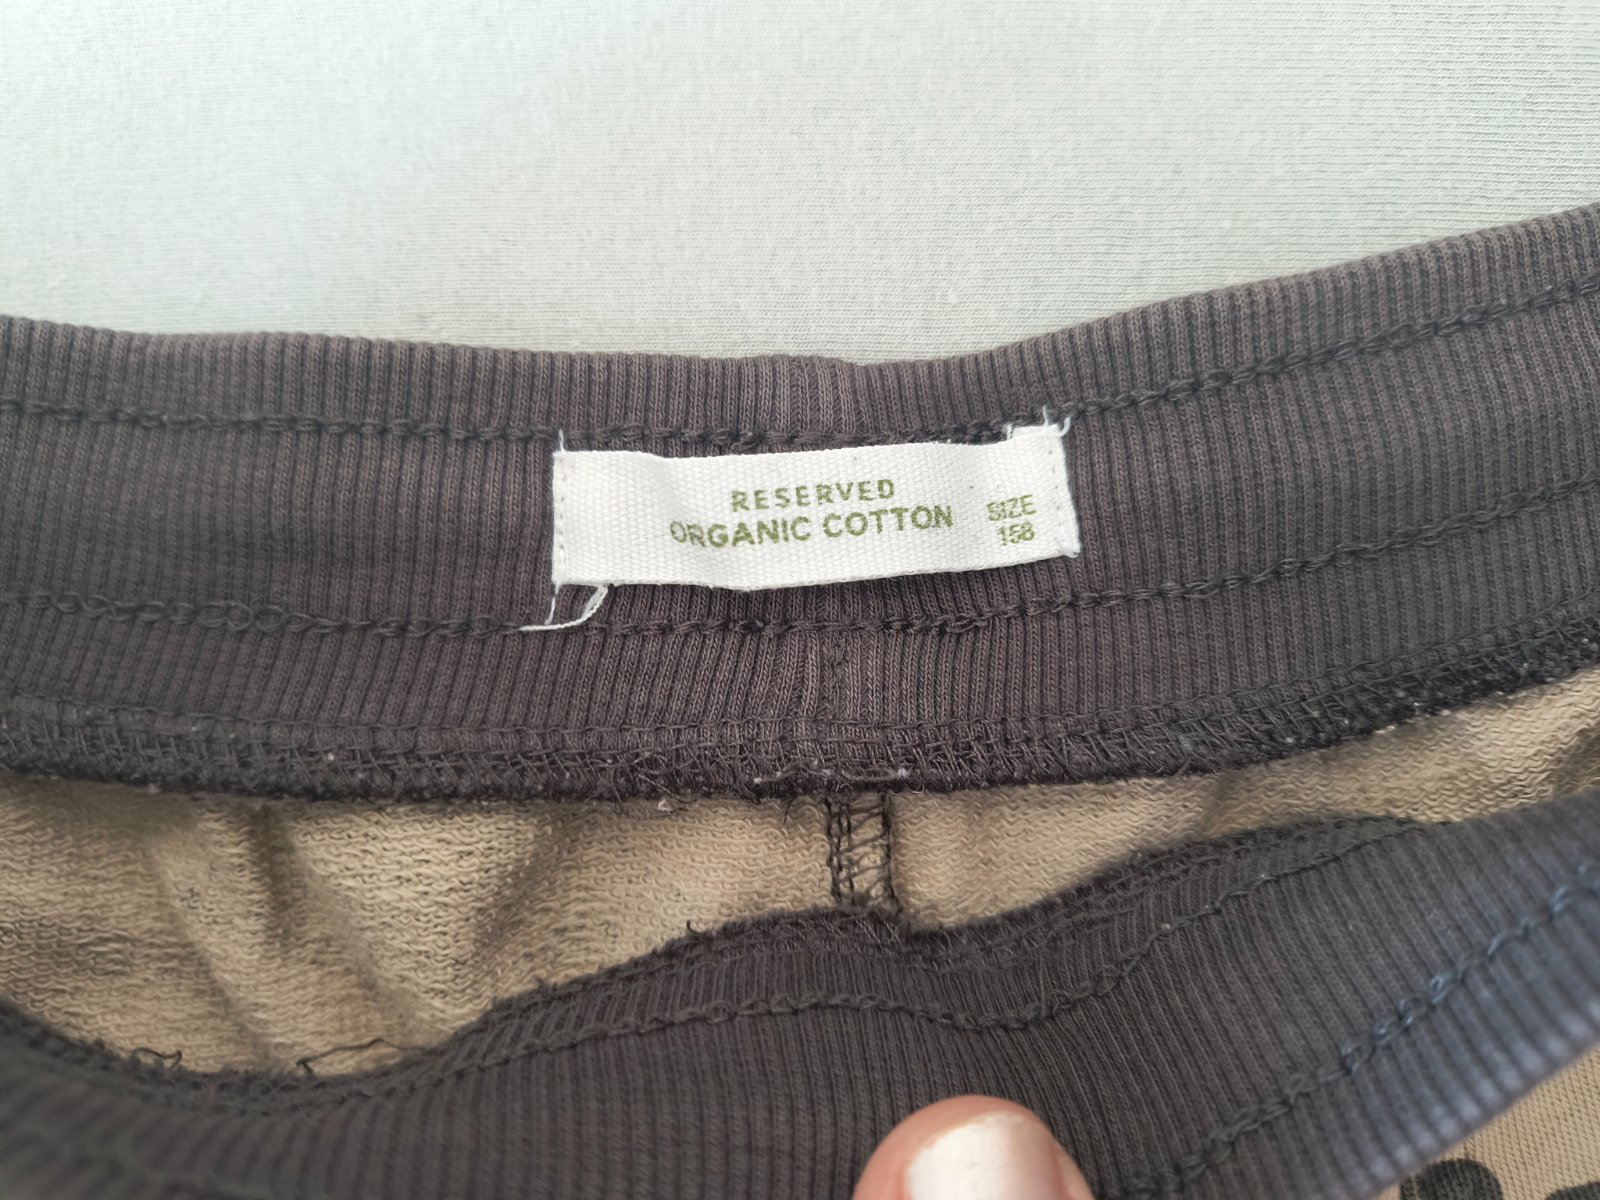 RESERVED
ORGANIC COTTON
SIZE
158